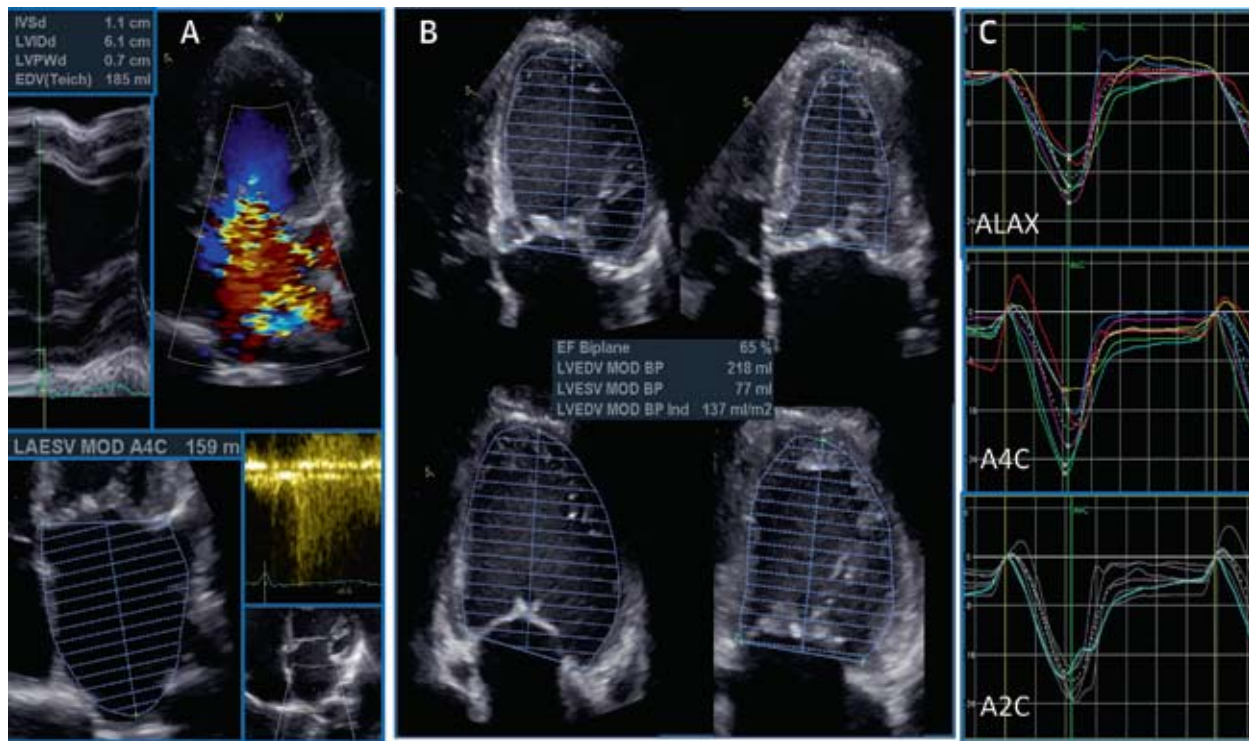 A
IVSd 1.1 cm
LVIDd 6.1 cm
LVPWd 0.7 cm
EDV(Teich) 185 ml
V
LAESV MOD A4C 159 m
B
EF Biplane 65 %
LVEDV MOD BP 218 ml
LVESV MOD BP 77 ml
LVEDV MOD BP Ind 137 ml/m2
C
ALAX
A4C
A2C